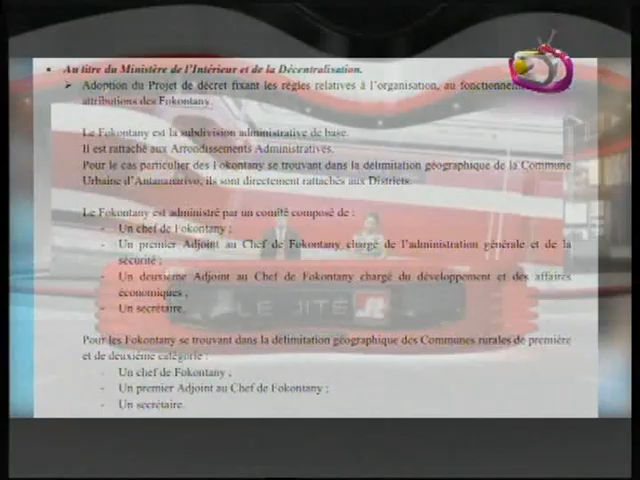 Au titre du Ministère de l'Intérieur et de la Décentralisation.
Adoption du Projet de décret fixant les règles relatives à l'organisation, au
attributions des Fokontany.
Le Fokontany est la subdivision administrative de base.
Il est rattaché aux Arrondissements Administratives.
Pour le cas particulier des Fokontany se trouvant dans la délimitation géographique de la Commune
Urbaine d'Antananarivo, ils sont directement rattachés aux Districts.
Le Fokontany est administré par un comité composé de :
- Un chef de Fokontany ;
- Un premier Adjoint au Chef de Fokontany chargé de l'administration générale et de la
sécurité ;
- Un deuxième Adjoint au Chef de Fokontany chargé du développement et des affaires
économiques ;
- Un secrétaire.
LE JITE
Pour les Fokontany se trouvant dans la délimitation géographique des Communes rurales de première
et de deuxième catégorie :
- Un chef de Fokontany ;
- Un premier Adjoint au Chef de Fokontany ;
- Un secrétaire.